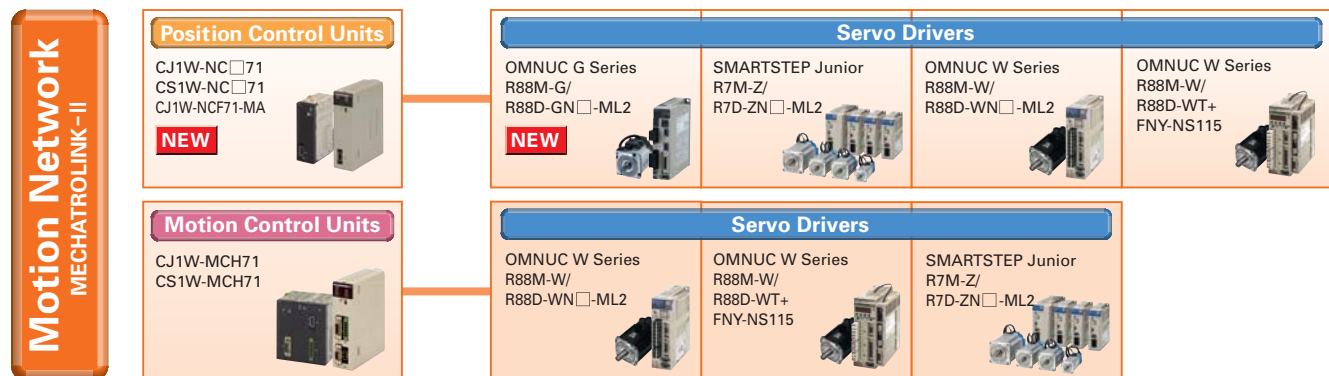 Motion Network
MECHATROLINK-II
Position Control Units
CJ1W-NC□71
CS1W-NC□71
CJ1W-NCF71-MA
NEW
Servo Drivers
OMNUC G Series
R88M-G/
R88D-GN□-ML2
NEW
SMARTSTEP Junior
R7M-Z/
R7D-ZN□-ML2
OMNUC W Series
R88M-W/
R88D-WN□-ML2
OMNUC W Series
R88M-W/
R88D-WT+
FNY-NS115
Motion Control Units
CJ1W-MCH71
CS1W-MCH71
Servo Drivers
OMNUC W Series
R88M-W/
R88D-WN□-ML2
OMNUC W Series
R88M-W/
R88D-WT+
FNY-NS115
SMARTSTEP Junior
R7M-Z/
R7D-ZN□-ML2